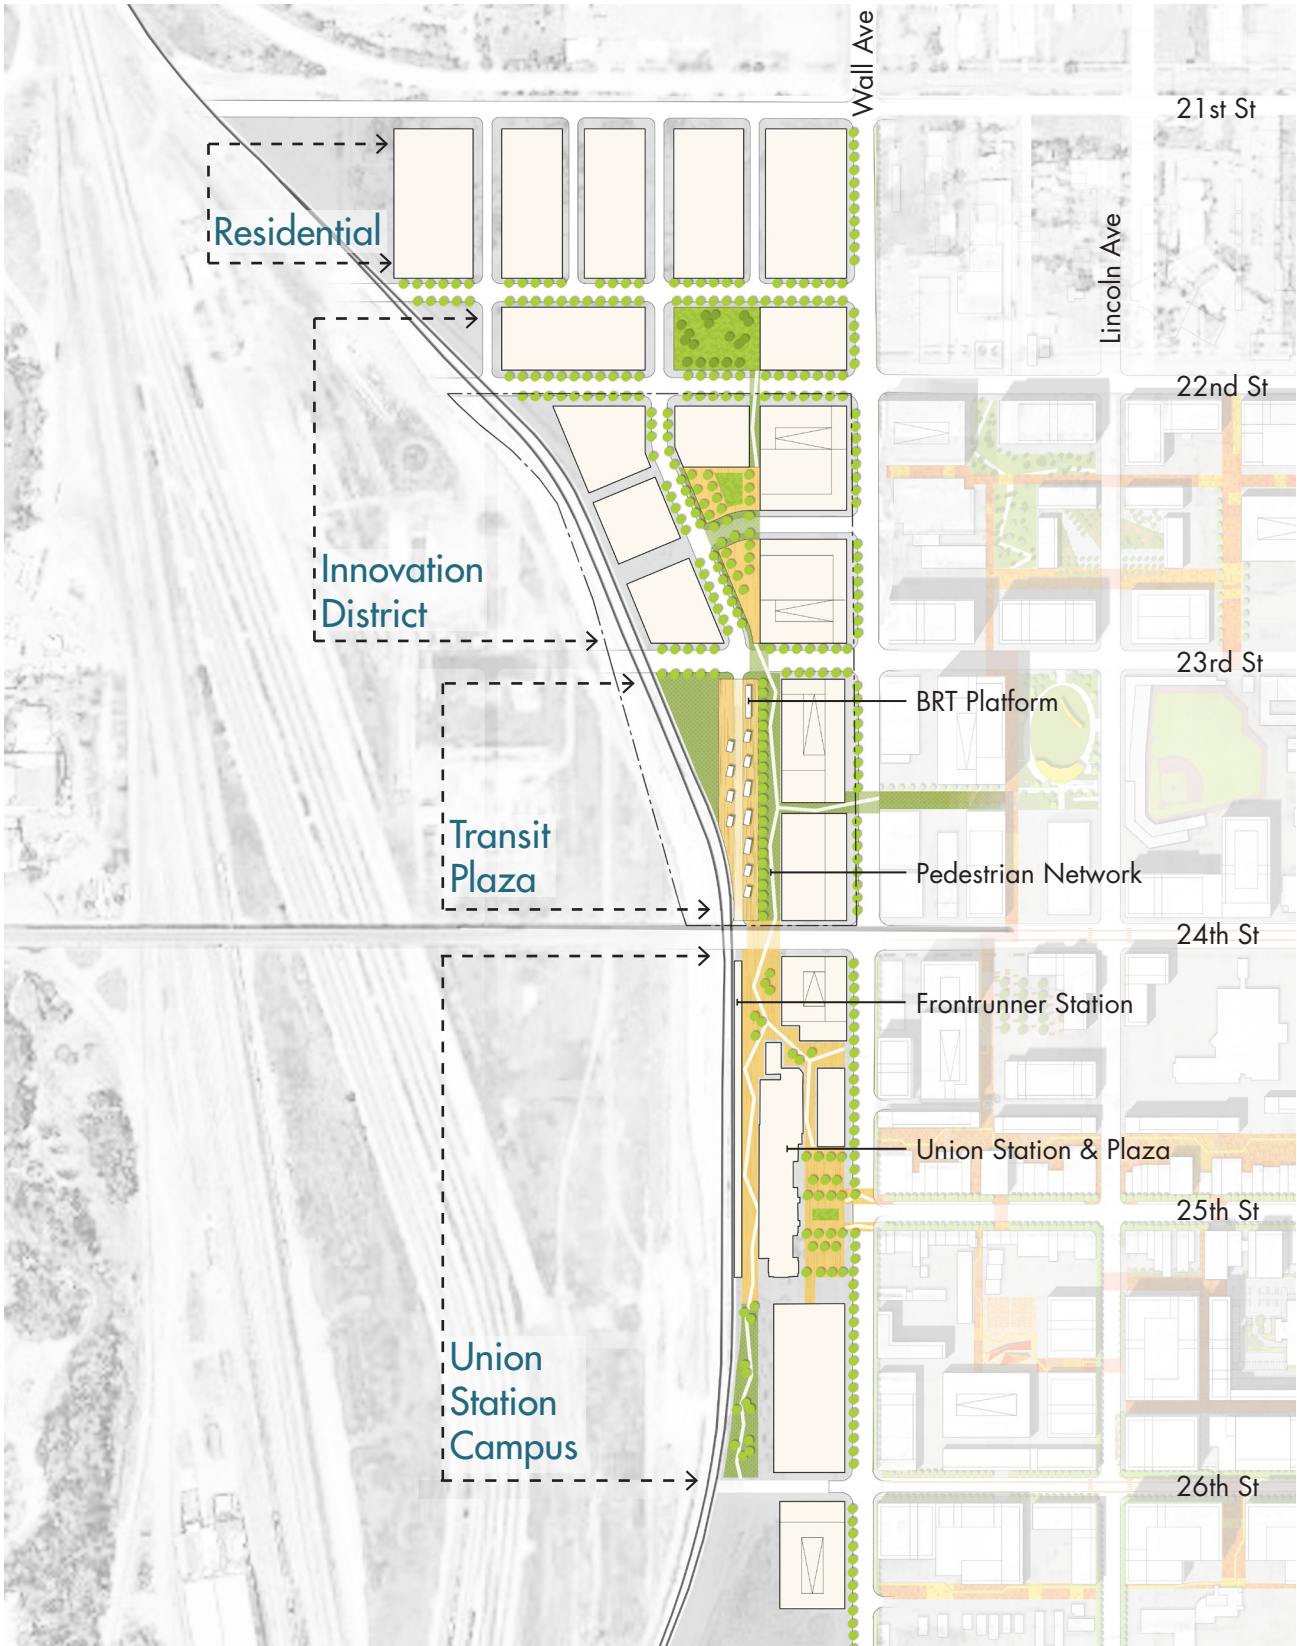 Wall Ave
21st St
Residential
Lincoln Ave
22nd St
Innovation
District
23rd St
BRT Platform
Transit
Plaza
Pedestrian Network
24th St
Frontrunner Station
Union Station & Plaza
25th St
Union
Station
Campus
26th St